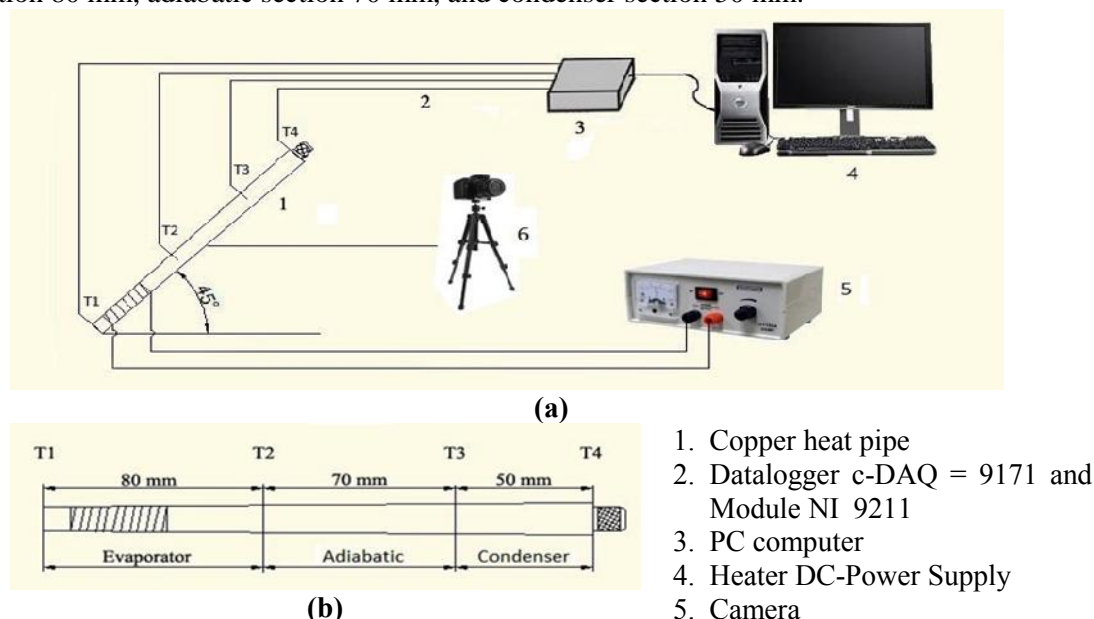 tion 80 mm, adiabatic section 70 mm, and condenser section 50 mm.
T1
T2
T3
T4
1
2
3
4
5
6
45°
(a)
T1 T2 T3 T4
80 mm 70 mm 50 mm
Evaporator Adiabatic Condenser
(b)
1. Copper heat pipe
2. Datalogger c-DAQ = 9171 and
Module NI 9211
3. PC computer
4. Heater DC-Power Supply
5. Camera